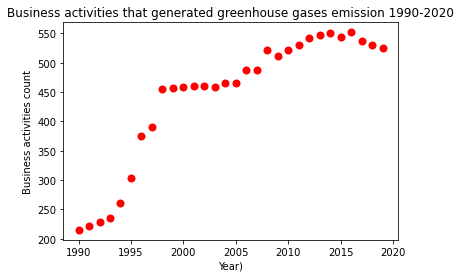 Business activities that generated greenhouse gases emission 1990-2020
Business activities count
550
500
450
400
350
300
250
200
1990 1995 2000 2005 2010 2015 2020
Year)